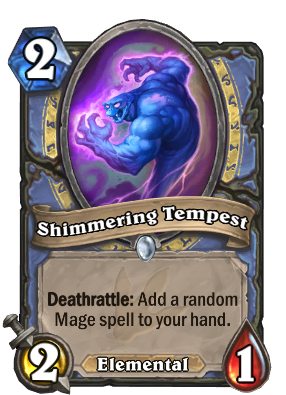 2
Shimmering Tempest
Deathrattle: Add a random
Mage spell to your hand.
2
Elemental
1